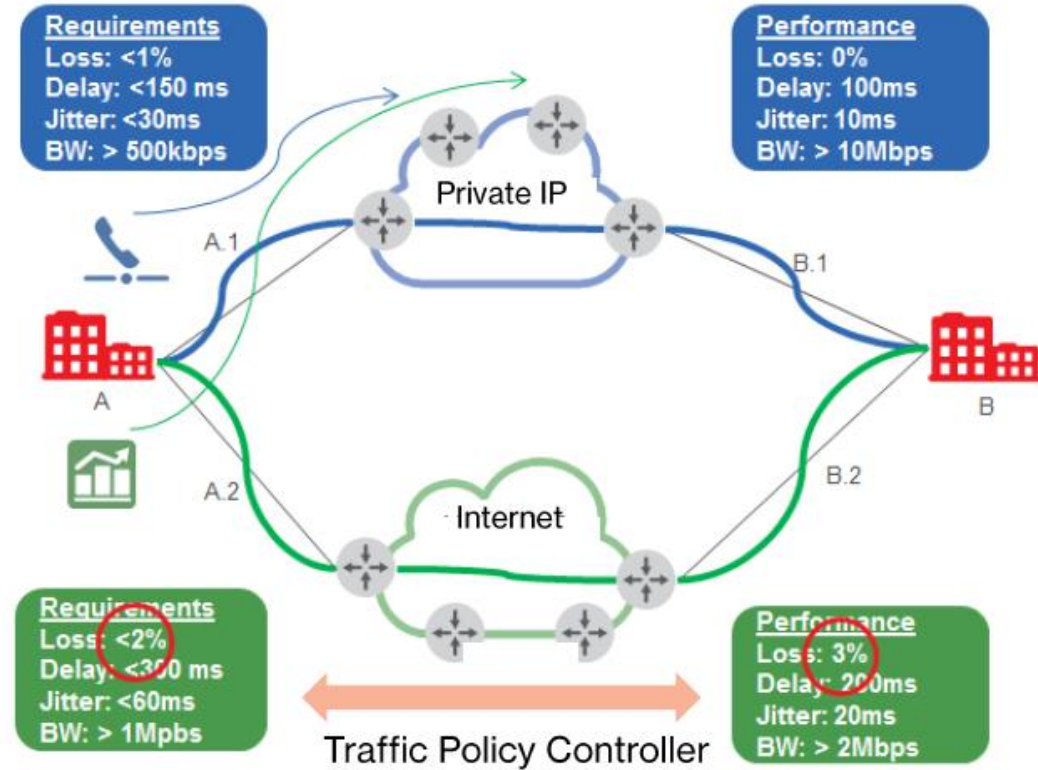 Requirements
Loss: <1%
Delay: <150 ms
Jitter: <30ms
BW: > 500kbps
Performance
Loss: 0%
Delay: 100ms
Jitter: 10ms
BW: > 10Mbps
Private IP
A.1
B.1
A
B
A.2
B.2
Internet
Requirements
Loss: <2%
Delay: <300 ms
Jitter: <60ms
BW: > 1Mpbs
Performance
Loss: 3%
Delay: 200ms
Jitter: 20ms
BW: > 2Mbps
Traffic Policy Controller